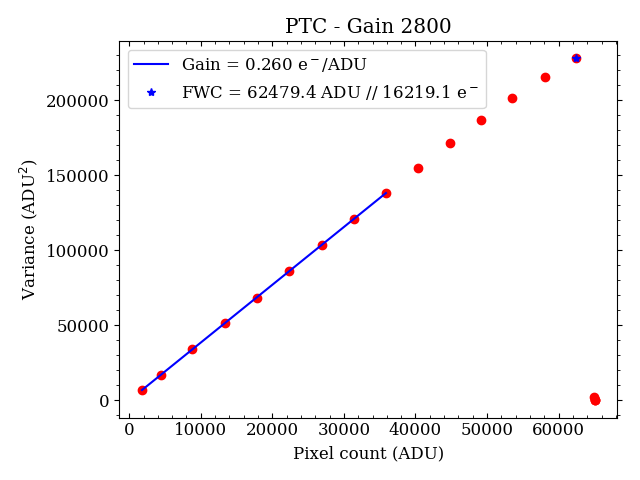 PTC - Gain 2800
Gain = 0.260 e⁻/ADU
FWC = 62479.4 ADU // 16219.1 e⁻
Variance (ADU²)
200000
150000
100000
50000
0
0 10000 20000 30000 40000 50000 60000
Pixel count (ADU)